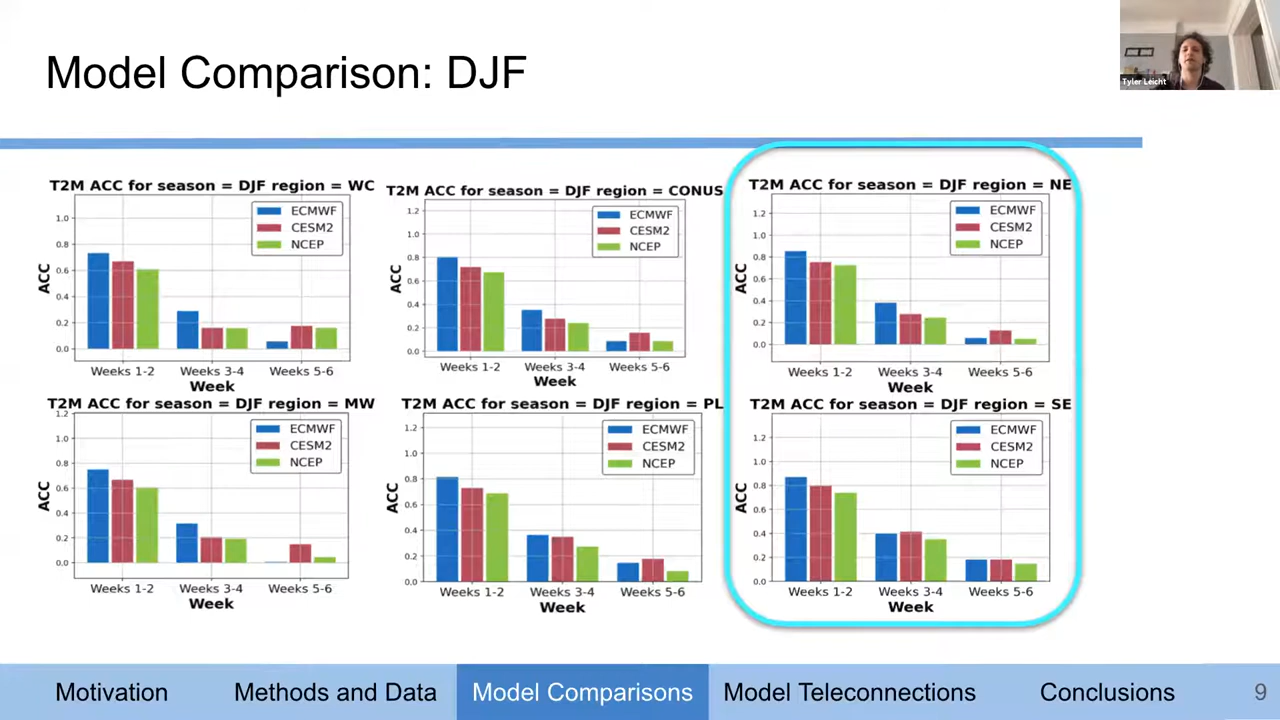 Model Comparison: DJF
Tyler Leicht
T2M ACC for season = DJF region = WC
ACC
1.0
0.8
0.6
0.4
0.2
0.0
ECMWF
CESM2
NCEP
Weeks 1-2 Weeks 3-4 Weeks 5-6
Week
T2M ACC for season = DJF region = CONUS
ACC
1.2
1.0
0.8
0.6
0.4
0.2
0.0
ECMWF
CESM2
NCEP
Weeks 1-2 Weeks 3-4 Weeks 5-6
Week
T2M ACC for season = DJF region = NE
ACC
1.2
1.0
0.8
0.6
0.4
0.2
0.0
ECMWF
CESM2
NCEP
Weeks 1-2 Weeks 3-4 Weeks 5-6
Week
T2M ACC for season = DJF region = MW
ACC
1.2
1.0
0.8
0.6
0.4
0.2
0.0
ECMWF
CESM2
NCEP
Weeks 1-2 Weeks 3-4 Weeks 5-6
Week
T2M ACC for season = DJF region = PL
ACC
1.2
1.0
0.8
0.6
0.4
0.2
0.0
ECMWF
CESM2
NCEP
Weeks 1-2 Weeks 3-4 Weeks 5-6
Week
T2M ACC for season = DJF region = SE
ACC
1.2
1.0
0.8
0.6
0.4
0.2
0.0
ECMWF
CESM2
NCEP
Weeks 1-2 Weeks 3-4 Weeks 5-6
Week
Motivation Methods and Data Model Comparisons Model Teleconnections Conclusions 9